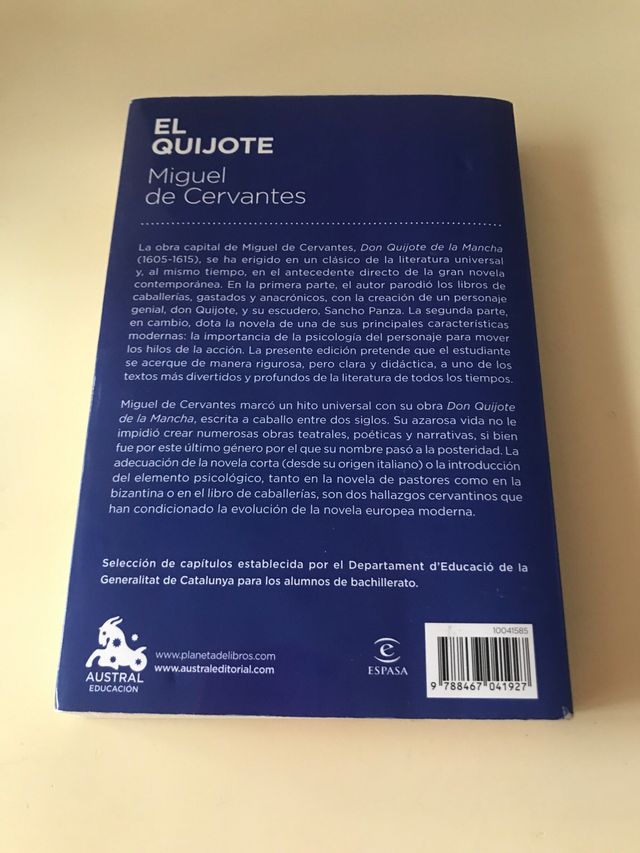 EL
QUIJOTE
Miguel
de Cervantes
La obra capital de Miguel de Cervantes, Don Quijote de la Mancha
(1605-1615), se ha erigido en un clásico de la literatura universal
y, al mismo tiempo, en el antecedente directo de la gran novela
contemporánea. En la primera parte, el autor parodió los libros de
caballerías, gastados y anacrónicos, con la creación de un personaje
genial, don Quijote, y su escudero, Sancho Panza. La segunda parte,
en cambio, dota la novela de una de sus principales características
modernas: la importancia de la psicología del personaje para mover
los hilos de la acción. La presente edición pretende que el estudiante
se acerque de manera rigurosa, pero clara y didáctica, a uno de los
textos más divertidos y profundos de la literatura de todos los tiempos.
Miguel de Cervantes marcó un hito universal con su obra Don Quijote
de la Mancha, escrita a caballo entre dos siglos. Su azarosa vida no le
impidió crear numerosas obras teatrales, poéticas y narrativas, si bien
fue por este último género por el que su nombre pasó a la posteridad. La
adecuación de la novela corta (desde su origen italiano) o la introducción
del elemento psicológico, tanto en la novela de pastores como en la
bizantina o en el libro de caballerías, son dos hallazgos cervantinos que
han condicionado la evolución de la novela europea moderna.
Selección de capítulos establecida por el Departament d'Educació de la
Generalitat de Catalunya para los alumnos de bachillerato.
10041585
AUSTRAL
EDUCACIÓN
www.planetadelibros.com
www.australeditorial.com
e
ESPASA
9 788467 041927